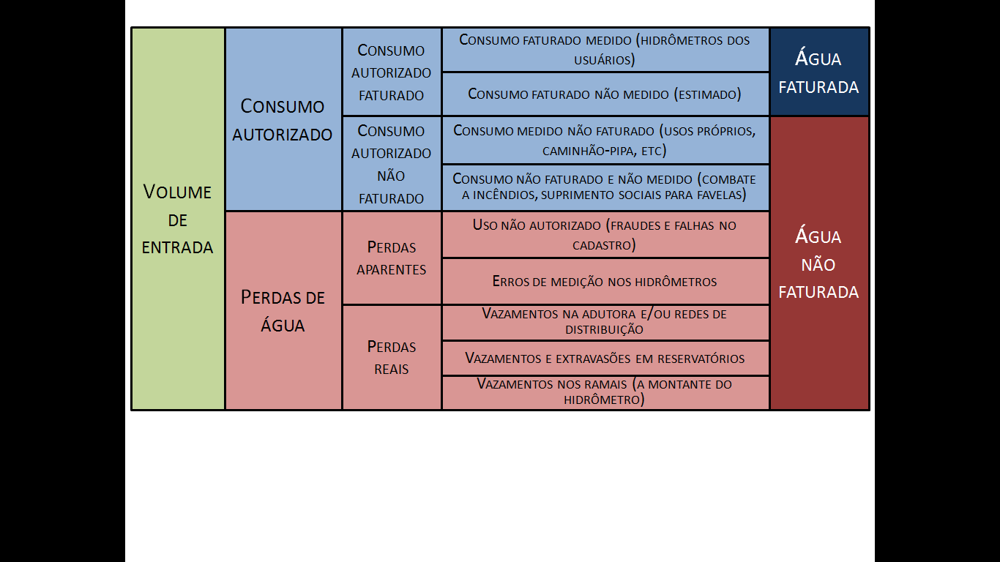 Volume
de
entrada
Consumo
autorizado
Consumo
autorizado
faturado
Consumo faturado medido (hidrômetros dos
usuários)
Consumo faturado não medido (estimado)
Água
faturada
Consumo
autorizado
não
faturado
Consumo medido não faturado (usos próprios,
caminhão-pipa, etc)
Consumo não faturado e não medido (combate
a incêndios, suprimento sociais para favelas)
Água
não
faturada
Perdas de
água
Perdas
aparentes
Uso não autorizado (fraudes e falhas no
cadastro)
Erros de medição nos hidrômetros
Perdas
reais
Vazamentos na adutora e/ou redes de
distribuição
Vazamentos e extravasões em reservatórios
Vazamentos nos ramais (a montante do
hidrômetro)